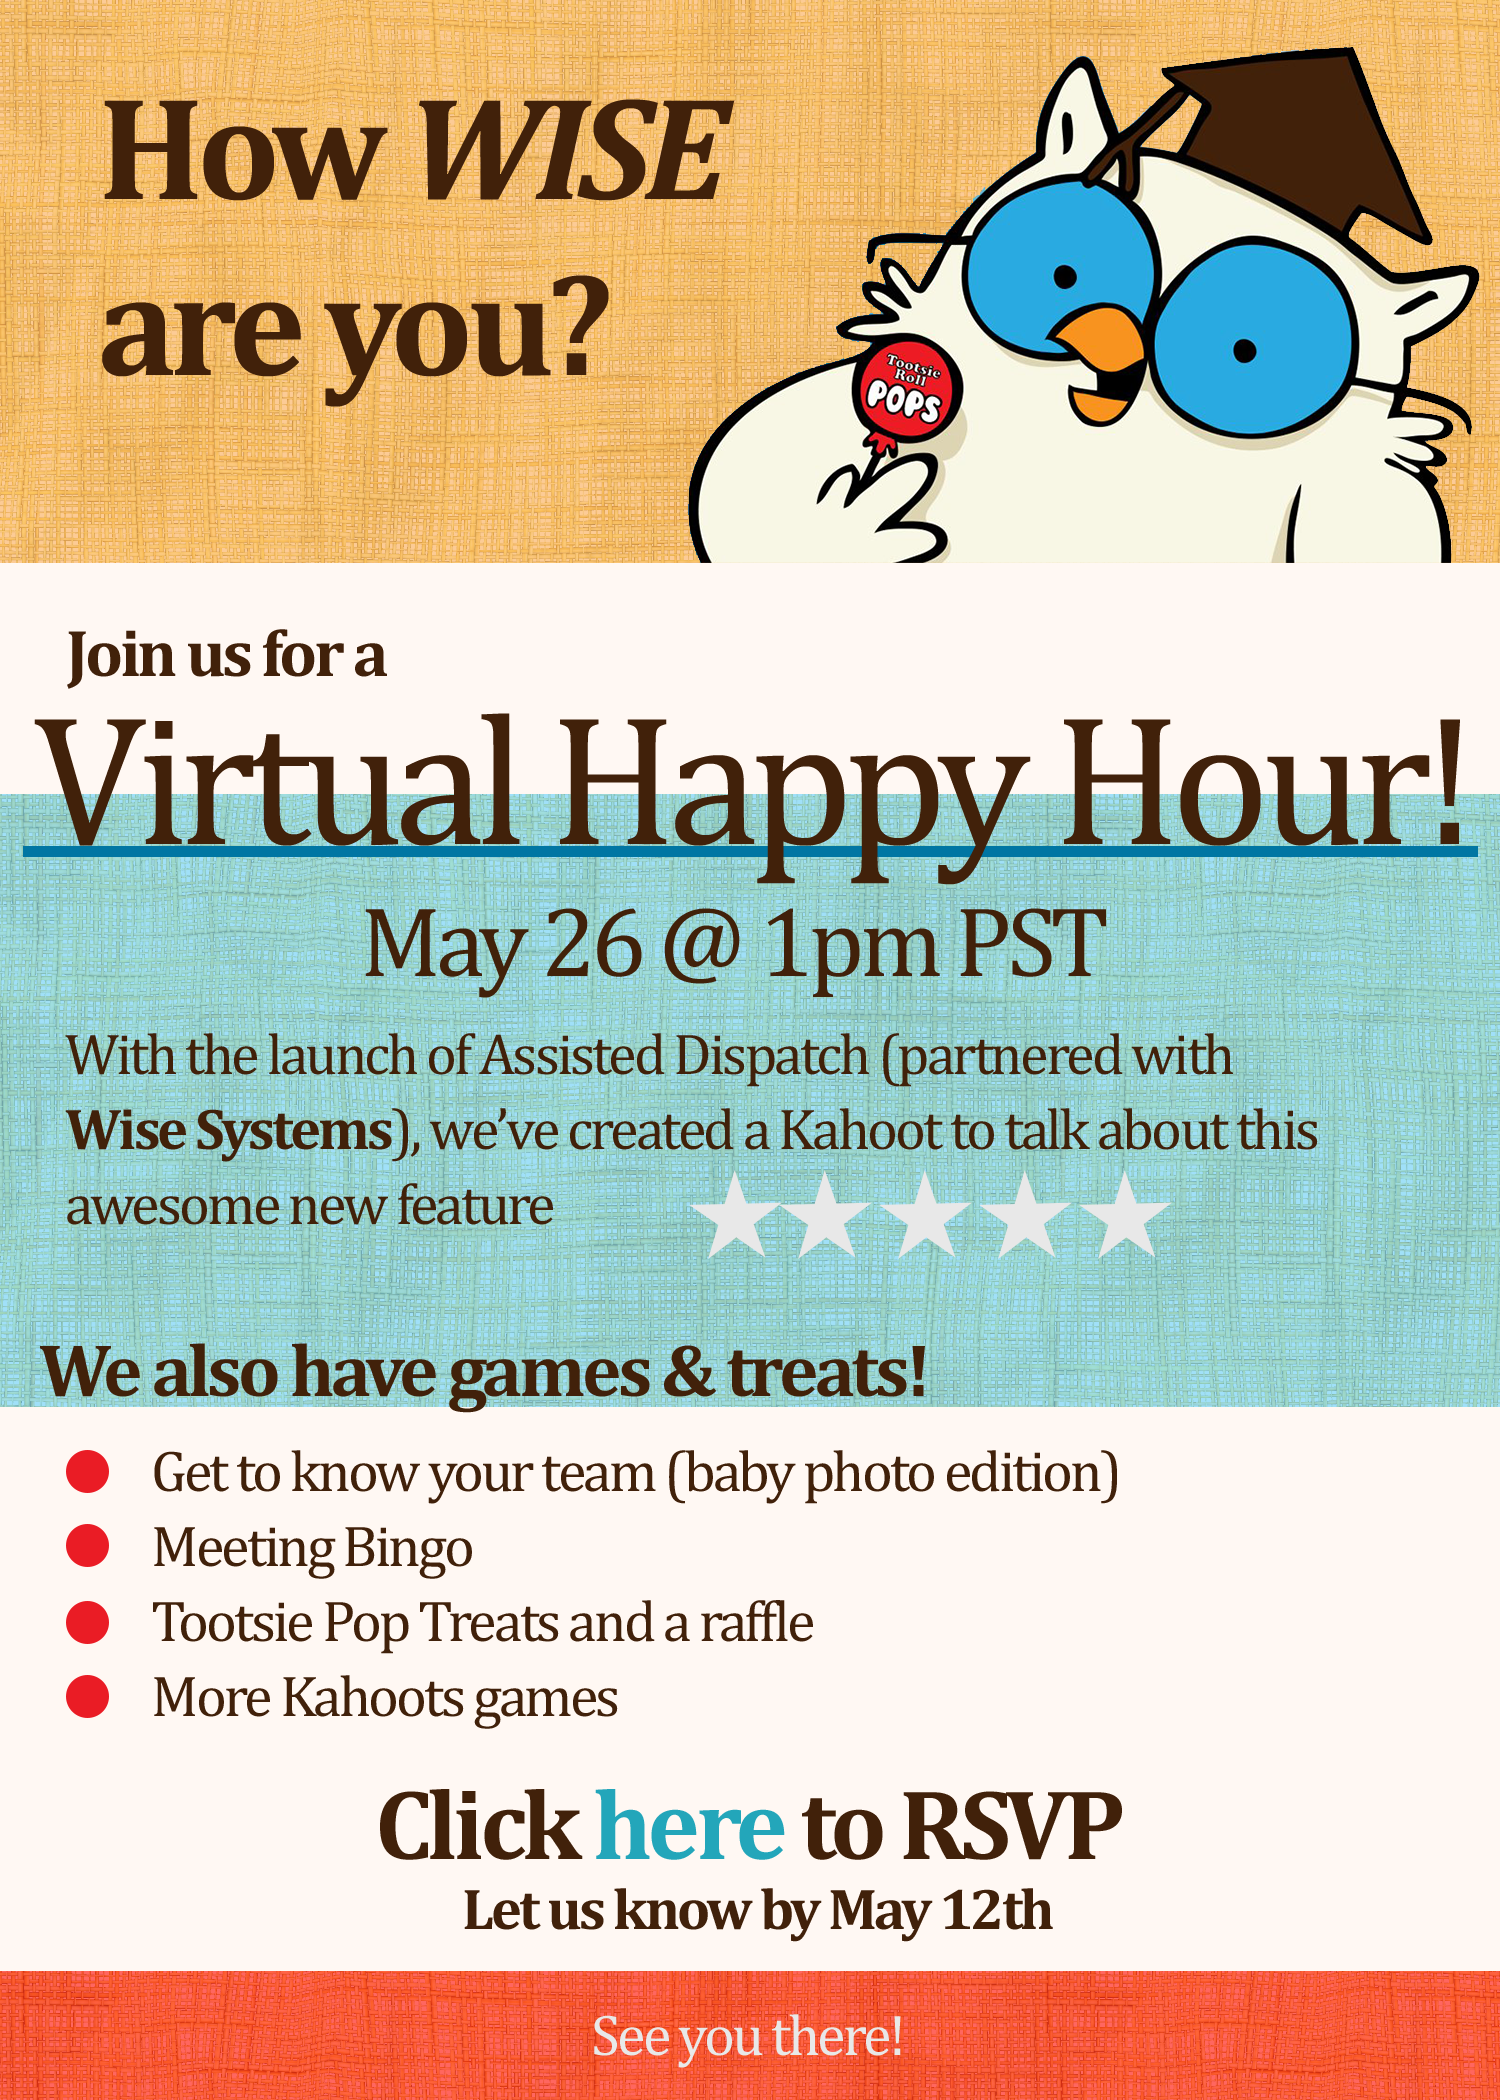 How WISE
are you?
Tootsie
Roll
POPS
Join us for a
Virtual Happy Hour!
May 26 @ 1pm PST
With the launch of Assisted Dispatch (partnered with
Wise Systems), we’ve created a Kahoot to talk about this
awesome new feature
We also have games & treats!
Get to know your team (baby photo edition)
Meeting Bingo
Tootsie Pop Treats and a raffle
More Kahoots games
Click here to RSVP
Let us know by May 12th
See you there!